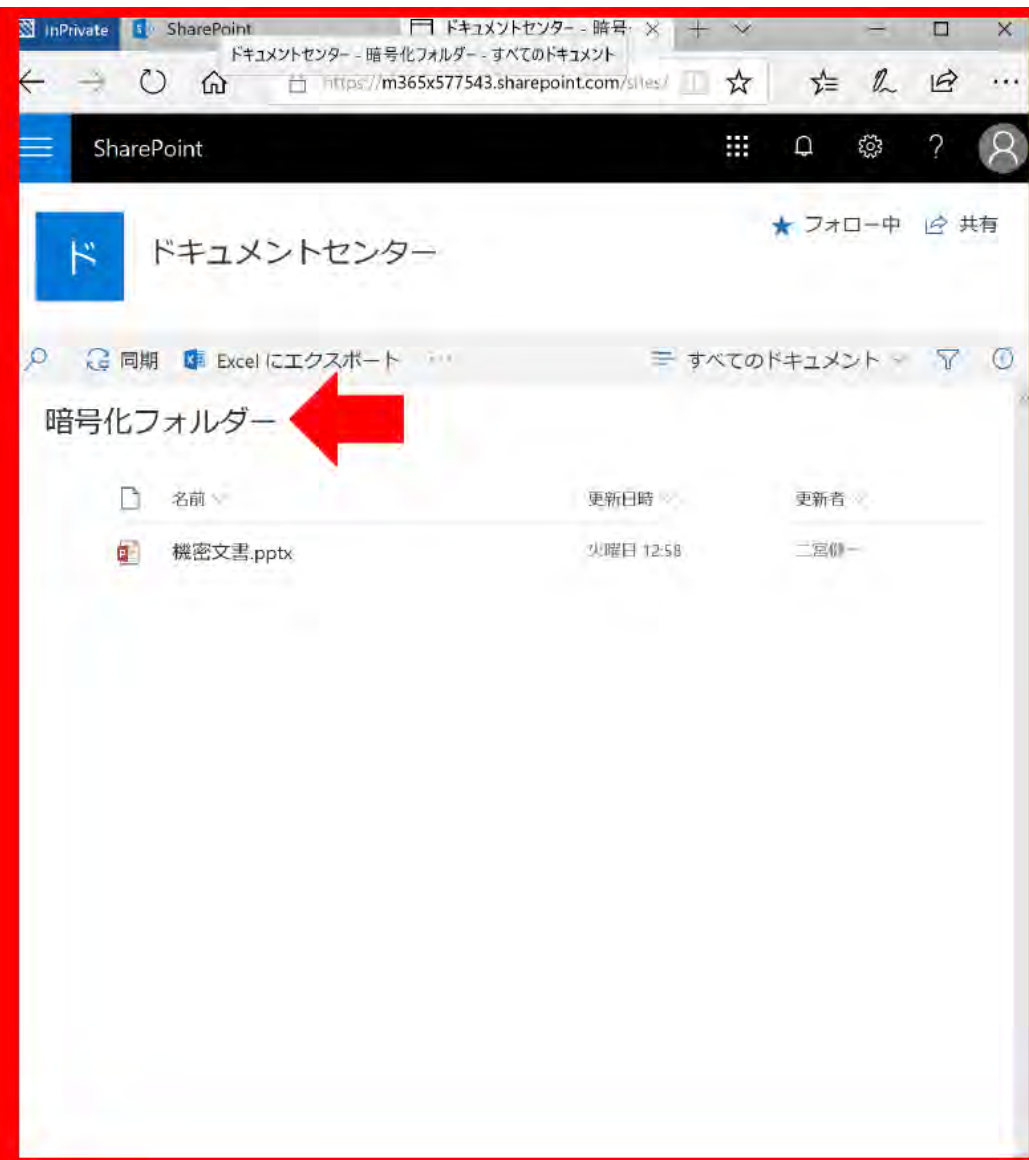 InPrivate SharePoint ドキュメントセンター - 暗号
ドキュメントセンター - 暗号化フォルダー - すべてのドキュメント
https://m365x577543.sharepoint.com/sites/
SharePoint
ド ドキュメントセンター
フォロー中 共有
同期 Excel にエクスポート すべてのドキュメント
暗号化フォルダー
名前 更新日時 更新者
機密文書.pptx 火曜日 12:58